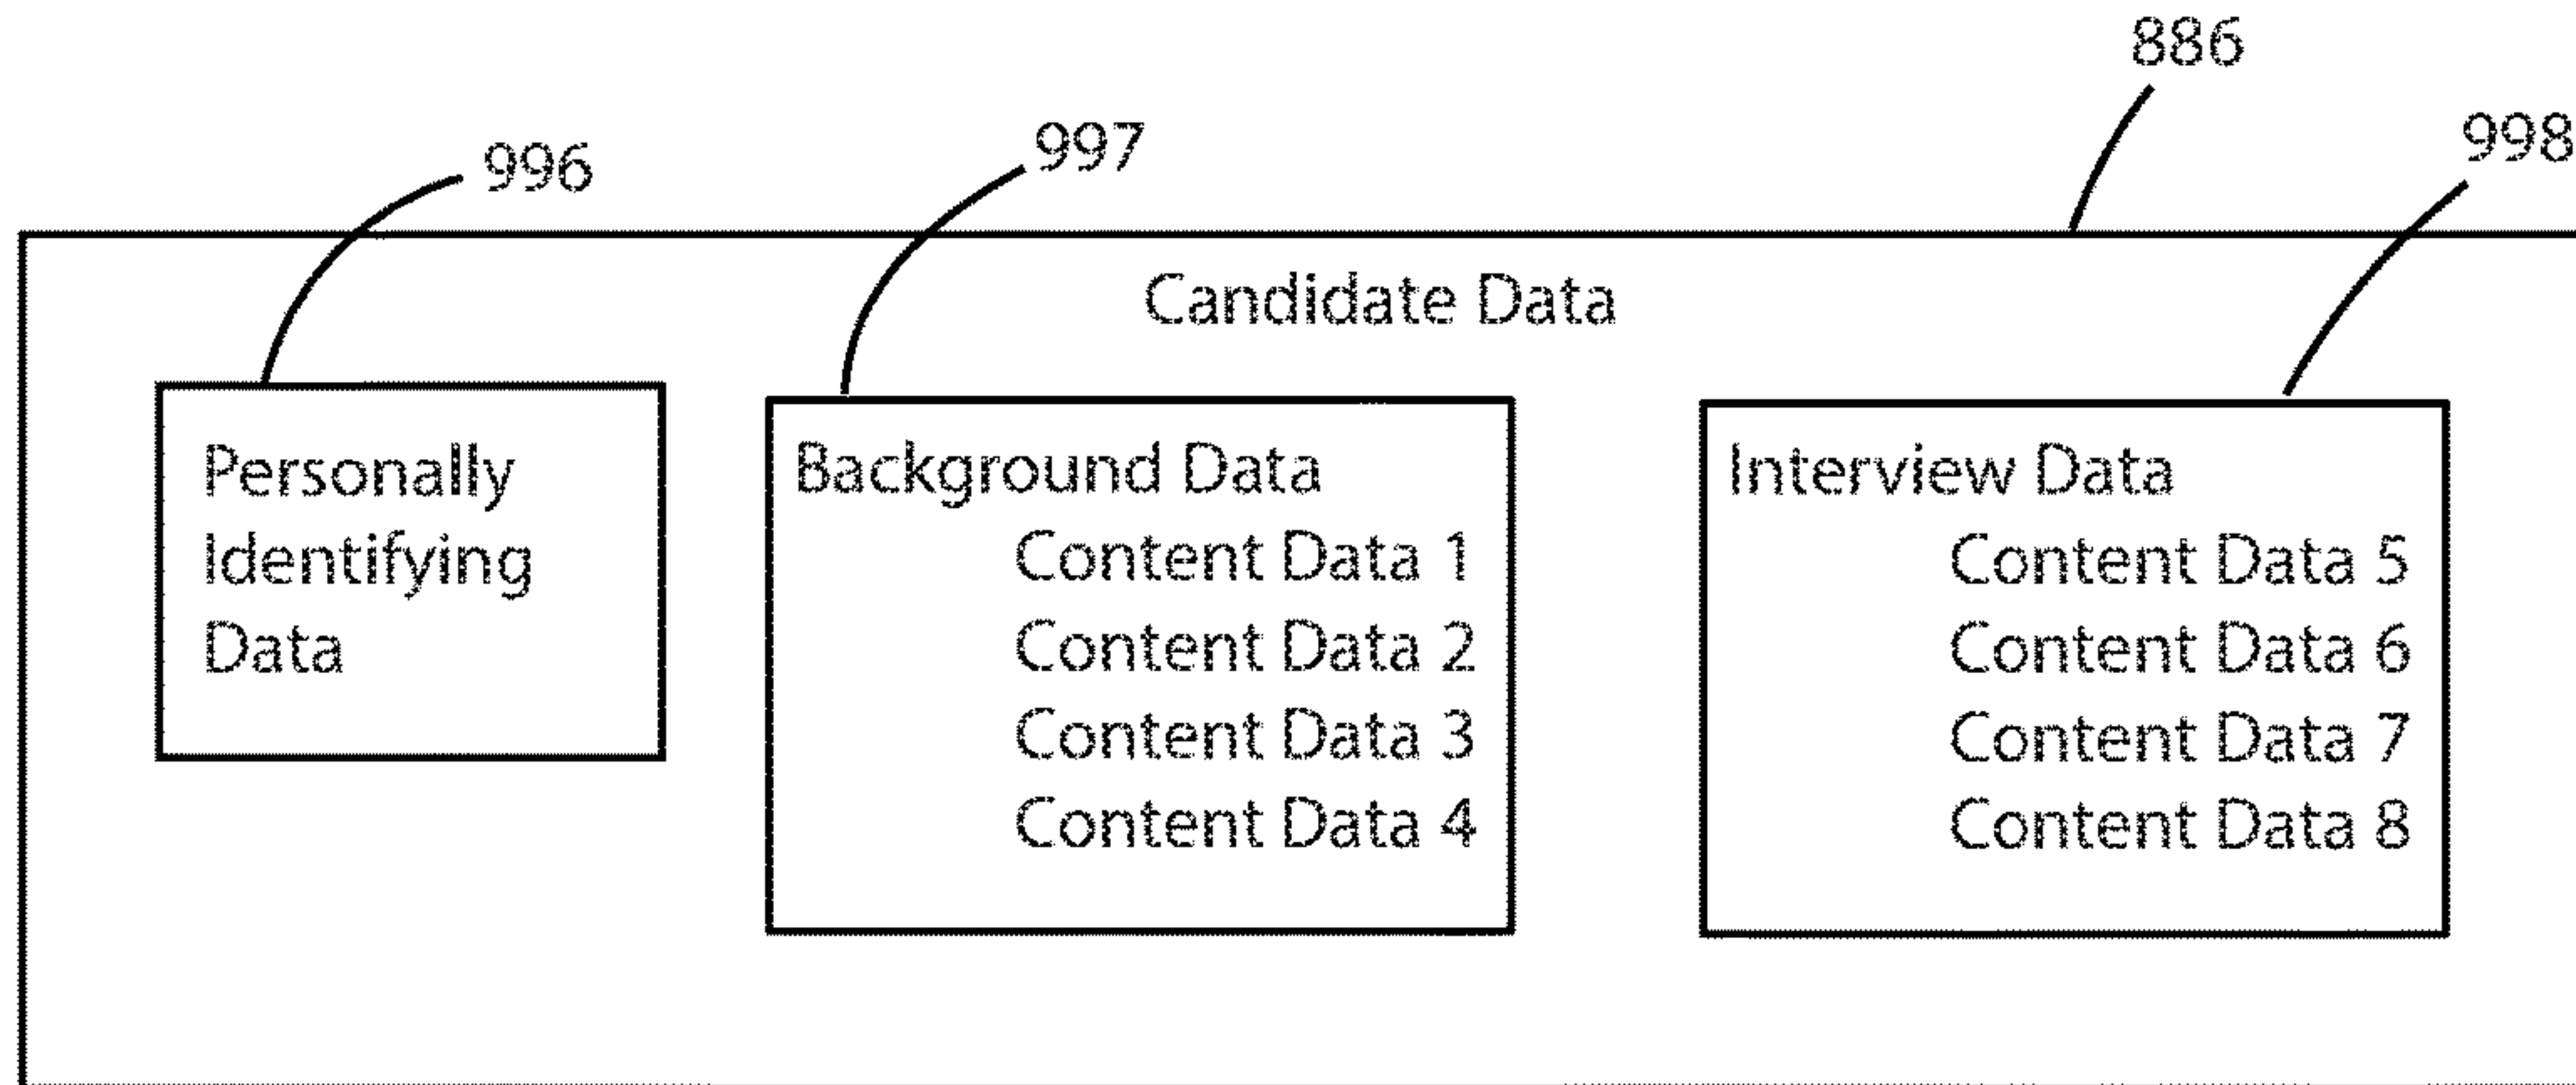 886
998
997
996
Candidate Data
Personally
Identifying
Data
Background Data
Content Data 1
Content Data 2
Content Data 3
Content Data 4
Interview Data
Content Data 5
Content Data 6
Content Data 7
Content Data 8